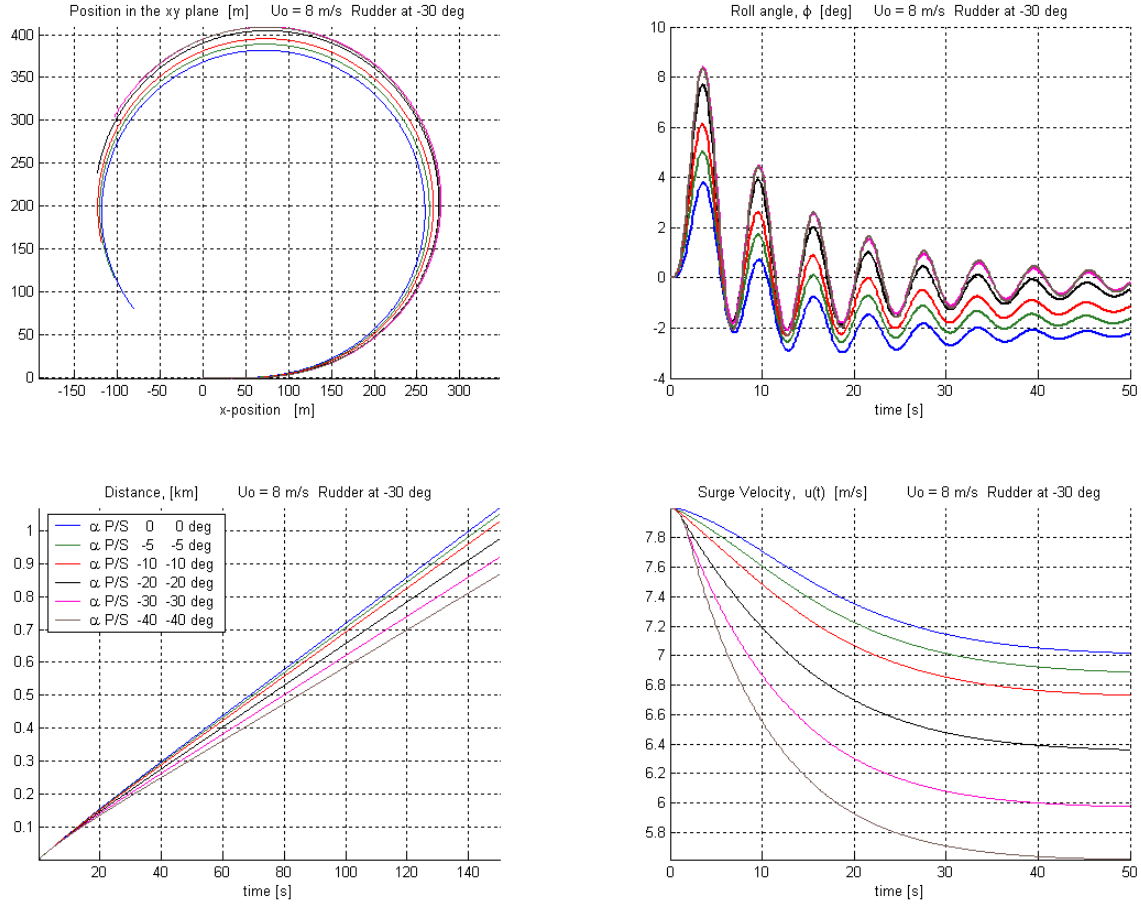 Position in the xy plane [m] Uo = 8 m/s Rudder at -30 deg
400
350
300
250
200
150
100
50
0
-150 -100 -50 0 50 100 150 200 250 300
x-position [m]
Roll angle, ϕ [deg] Uo = 8 m/s Rudder at -30 deg
10
8
6
4
2
0
-2
-4
0 10 20 30 40 50
time [s]
Distance, [km] Uo = 8 m/s Rudder at -30 deg
α P/S 0 0 deg
α P/S -5 -5 deg
α P/S -10 -10 deg
α P/S -20 -20 deg
α P/S -30 -30 deg
α P/S -40 -40 deg
1
0.9
0.8
0.7
0.6
0.5
0.4
0.3
0.2
0.1
20 40 60 80 100 120 140
time [s]
Surge Velocity, u(t) [m/s] Uo = 8 m/s Rudder at -30 deg
7.8
7.6
7.4
7.2
7
6.8
6.6
6.4
6.2
6
5.8
0 10 20 30 40 50
time [s]